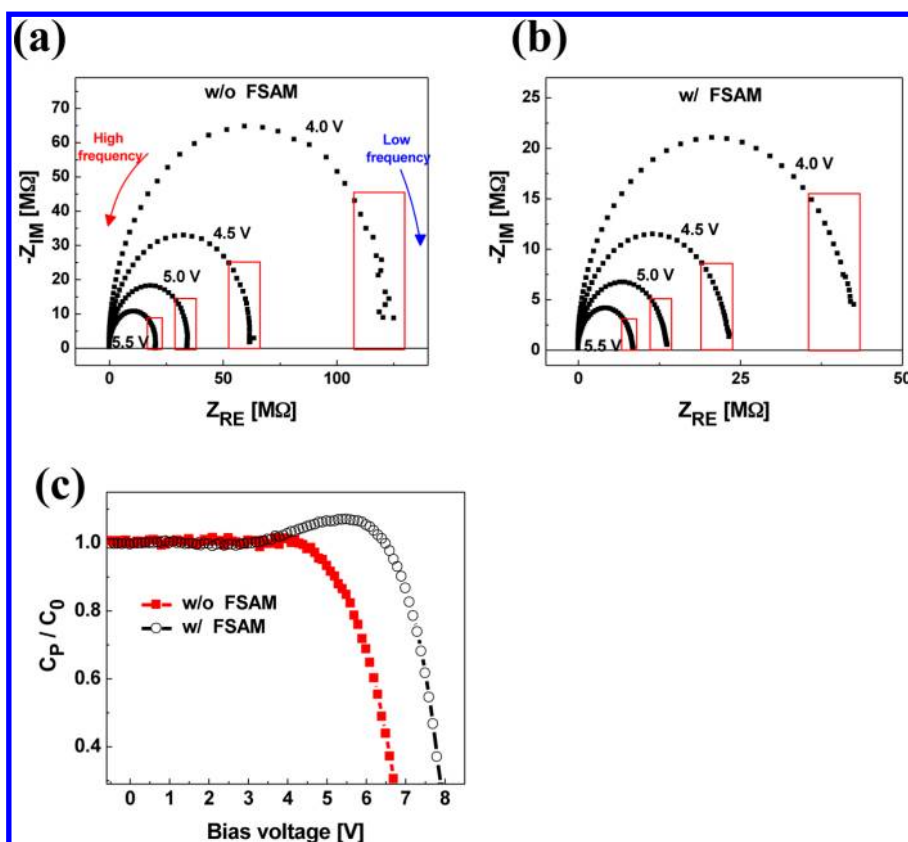 (a)
w/o FSAM
70
60
50
40
30
20
10
0
-Z_IM [MΩ]
High
frequency
Low
frequency
4.0 V
4.5 V
5.0 V
5.5 V
0 50 100
Z_RE [MΩ]
(b)
w/ FSAM
25
20
15
10
5
0
-Z_IM [MΩ]
4.0 V
4.5 V
5.0 V
5.5 V
0 25 50
Z_RE [MΩ]
(c)
1.0
0.8
0.6
0.4
C_P / C_0
w/o FSAM
w/ FSAM
0 1 2 3 4 5 6 7 8
Bias voltage [V]